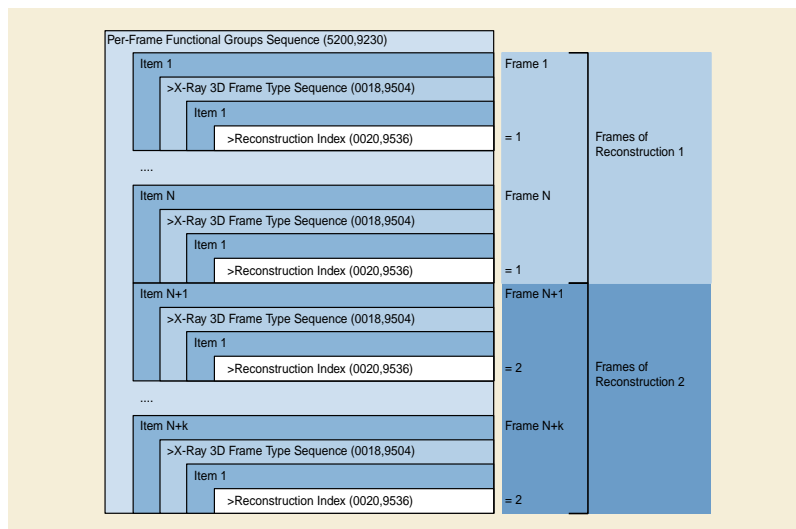 Per-Frame Functional Groups Sequence (5200,9230)
Item 1
Frame 1
>X-Ray 3D Frame Type Sequence (0018,9504)
Item 1
>Reconstruction Index (0020,9536)
= 1
Frames of
Reconstruction 1
....
Item N
Frame N
>X-Ray 3D Frame Type Sequence (0018,9504)
Item 1
>Reconstruction Index (0020,9536)
= 1
Item N+1
Frame N+1
>X-Ray 3D Frame Type Sequence (0018,9504)
Item 1
>Reconstruction Index (0020,9536)
= 2
Frames of
Reconstruction 2
....
Item N+k
Frame N+k
>X-Ray 3D Frame Type Sequence (0018,9504)
Item 1
>Reconstruction Index (0020,9536)
= 2